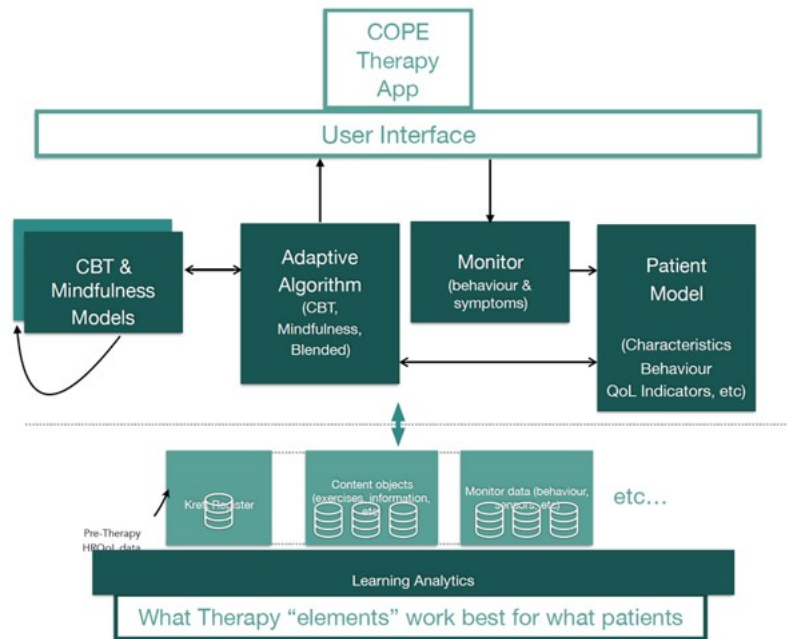 COPE
Therapy
App
User Interface
CBT &
Mindfulness
Models
Adaptive
Algorithm
(CBT,
Mindfulness,
Blended)
Monitor
(behaviour &
symptoms)
Patient
Model
(Characteristics
Behaviour
QoL Indicators, etc)
Register
Content objects
(exercises, information,
Monitor data (behaviour,
sensors, etc)
etc...
Pre-Therapy
HRQoL data
Learning Analytics
What Therapy “elements” work best for what patients